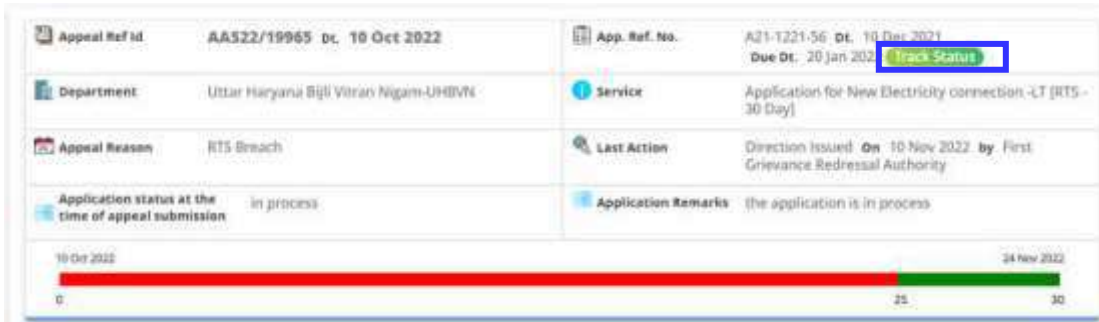 Appeal Ref Id AAS22/19965 Dt. 10 Oct 2022
App. Ref. No. A21-1221-56 Dt. 10 Dec 2021
Due Dt. 20 Jan 202 Track Status
Department Uttar Haryana Bijli Vitran Nigam-UHBVN
Service Application for New Electricity connection -LT [RTS -
30 Day]
Appeal Reason RTS Breach
Last Action Direction Issued On 10 Nov 2022 by First
Grievance Redressal Authority
Application status at the
time of appeal submission in process
Application Remarks the application is in process
10 Oct 2022 24 Nov 2022
0 25 30